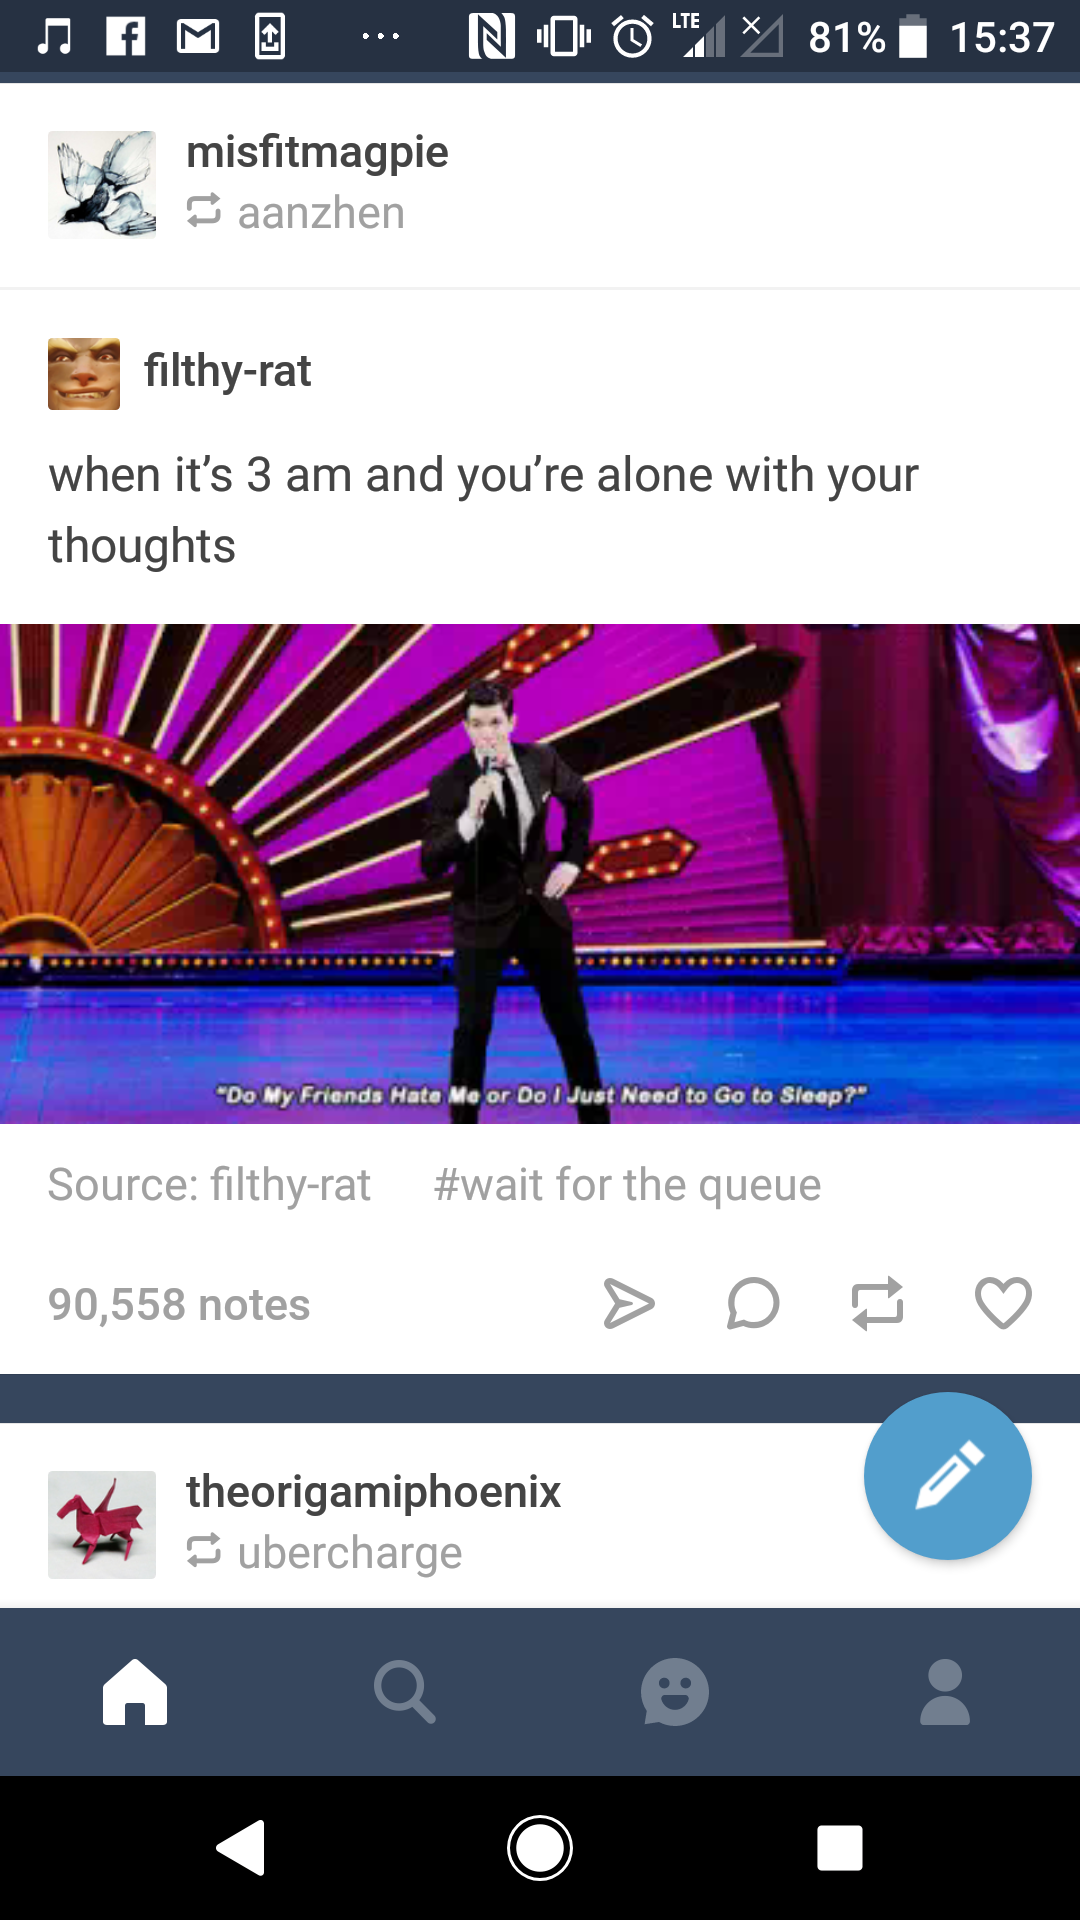 LTE 81% 15:37
misfitmagpie
aanzhen
filthy-rat
when it’s 3 am and you’re alone with your
thoughts
"Do My Friends Hate Me or Do I Just Need to Go to Sleep?"
Source: filthy-rat #wait for the queue
90,558 notes
theorigamiphoenix
ubercharge